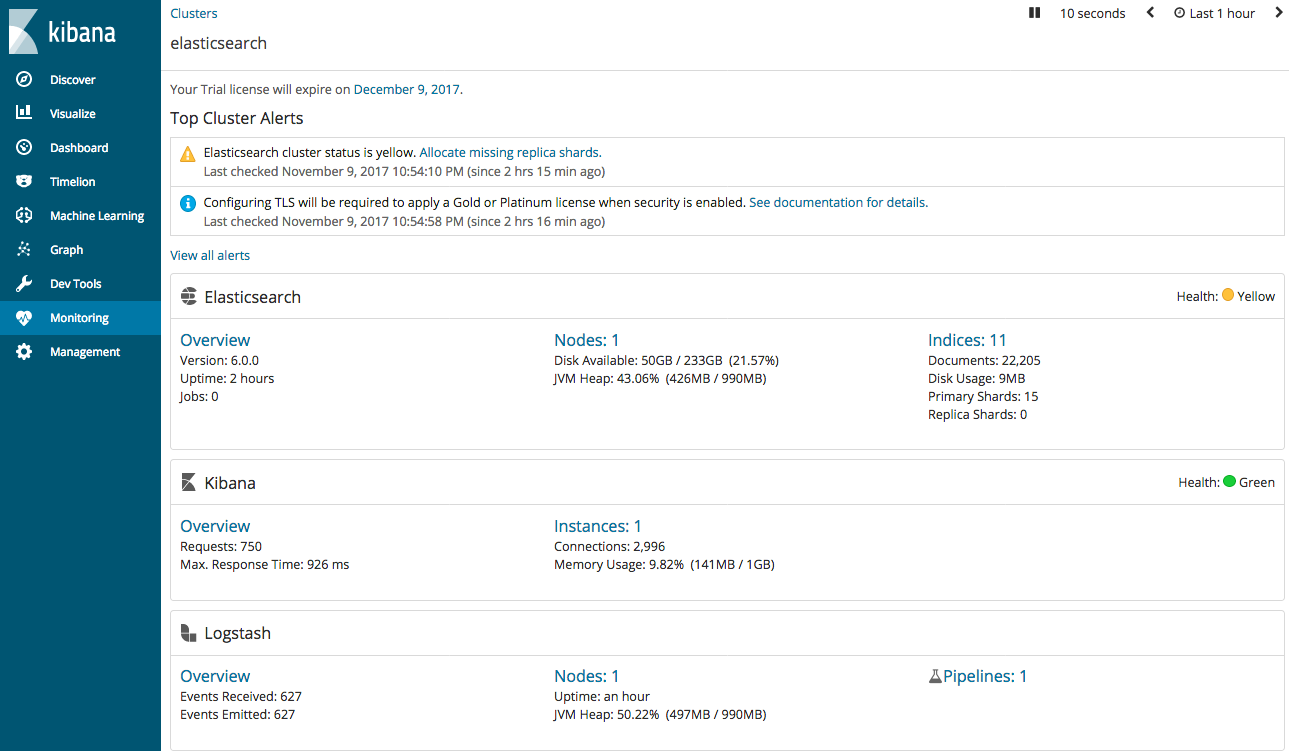 kibana
Discover
Visualize
Dashboard
Timelion
Machine Learning
Graph
Dev Tools
Monitoring
Management
Clusters
10 seconds
Last 1 hour
elasticsearch
Your Trial license will expire on December 9, 2017.
Top Cluster Alerts
Elasticsearch cluster status is yellow. Allocate missing replica shards.
Last checked November 9, 2017 10:54:10 PM (since 2 hrs 15 min ago)
Configuring TLS will be required to apply a Gold or Platinum license when security is enabled. See documentation for details.
Last checked November 9, 2017 10:54:58 PM (since 2 hrs 16 min ago)
View all alerts
Elasticsearch
Health: Yellow
Overview
Version: 6.0.0
Uptime: 2 hours
Jobs: 0
Nodes: 1
Disk Available: 50GB / 233GB (21.57%)
JVM Heap: 43.06% (426MB / 990MB)
Indices: 11
Documents: 22,205
Disk Usage: 9MB
Primary Shards: 15
Replica Shards: 0
Kibana
Health: Green
Overview
Requests: 750
Max. Response Time: 926 ms
Instances: 1
Connections: 2,996
Memory Usage: 9.82% (141MB / 1GB)
Logstash
Overview
Events Received: 627
Events Emitted: 627
Nodes: 1
Uptime: an hour
JVM Heap: 50.22% (497MB / 990MB)
Pipelines: 1